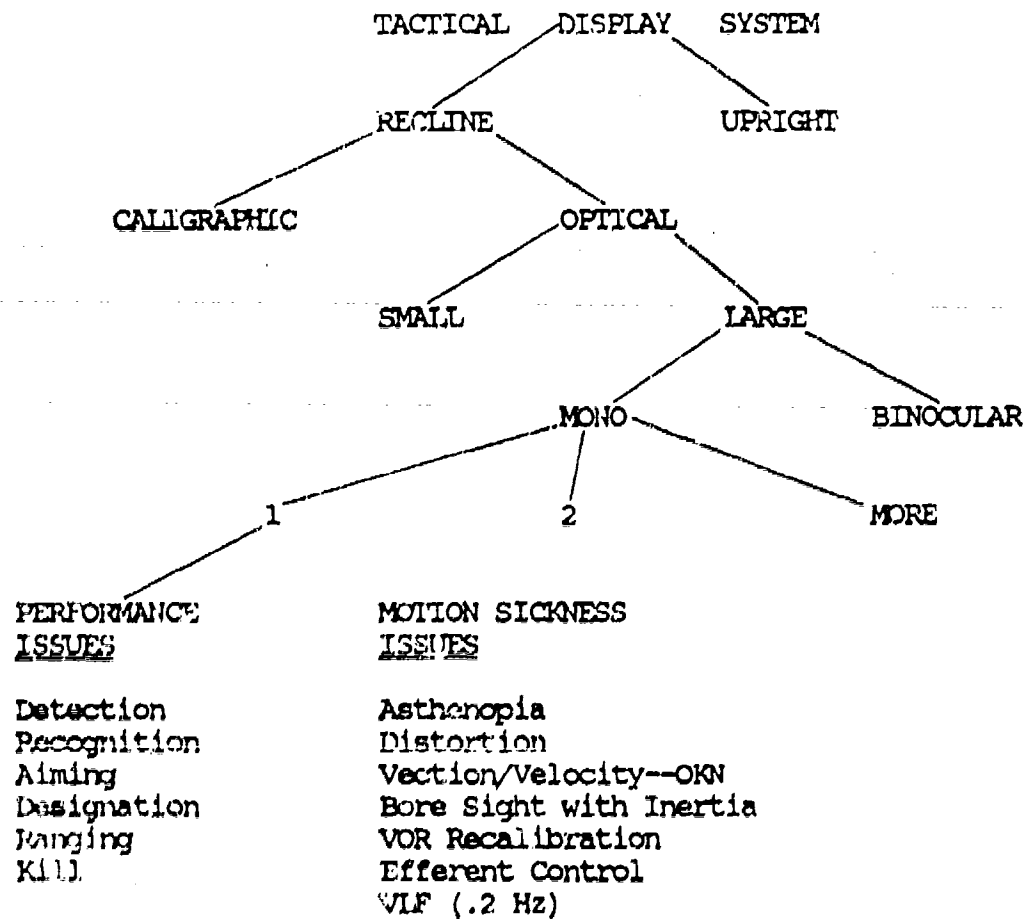 TACTICAL DISPLAY SYSTEM
RECLINE UPRIGHT
CALIGRAPHIC OPTICAL
SMALL LARGE
MONO BINOCULAR
1 2 MORE
PERFORMANCE MOTION SICKNESS
ISSUES ISSUES
Detection Asthenopia
Recognition Distortion
Aiming Vection/Velocity--OKN
Designation Bore Sight with Inertia
Ranging VOR Recalibration
Kill Efferent Control
VLF (.2 Hz)